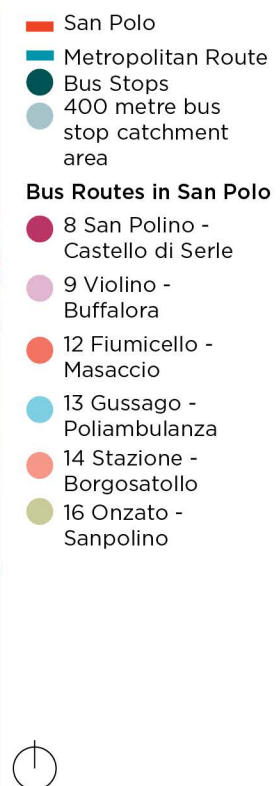 San Polo
Metropolitan Route
Bus Stops
400 metre bus
stop catchment
area
Bus Routes in San Polo
8 San Polino -
Castello di Serle
9 Violino -
Buffalora
12 Fiumicello -
Masaccio
13 Gussago -
Poliambulanza
14 Stazione -
Borgosatollo
16 Onzato -
Sanpolino